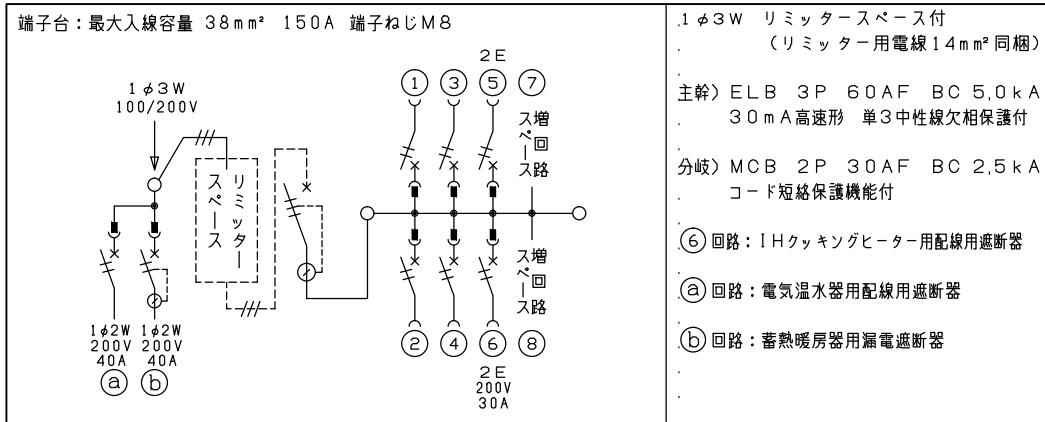 端子台：最大入線容量 38mm² 150A 端子ねじM8
1φ3W
100/200V
リミッター
スペース
2E
① ③ ⑤ ⑦
増回路
スペース
増回路
スペース
② ④ ⑥ ⑧
2E
200V
30A
1φ2W 1φ2W
200V 200V
40A 40A
ⓐ ⓑ
1φ3W リミッタースペース付
（リミッター用電線14mm²同梱）
主幹）ELB 3P 60AF BC 5,0kA
30mA高速形 単3中性線欠相保護付
分岐）MCB 2P 30AF BC 2,5kA
コード短絡保護機能付
⑥回路：IHクッキングヒーター用配線用遮断器
ⓐ回路：電気温水器用配線用遮断器
ⓑ回路：蓄熱暖房器用漏電遮断器